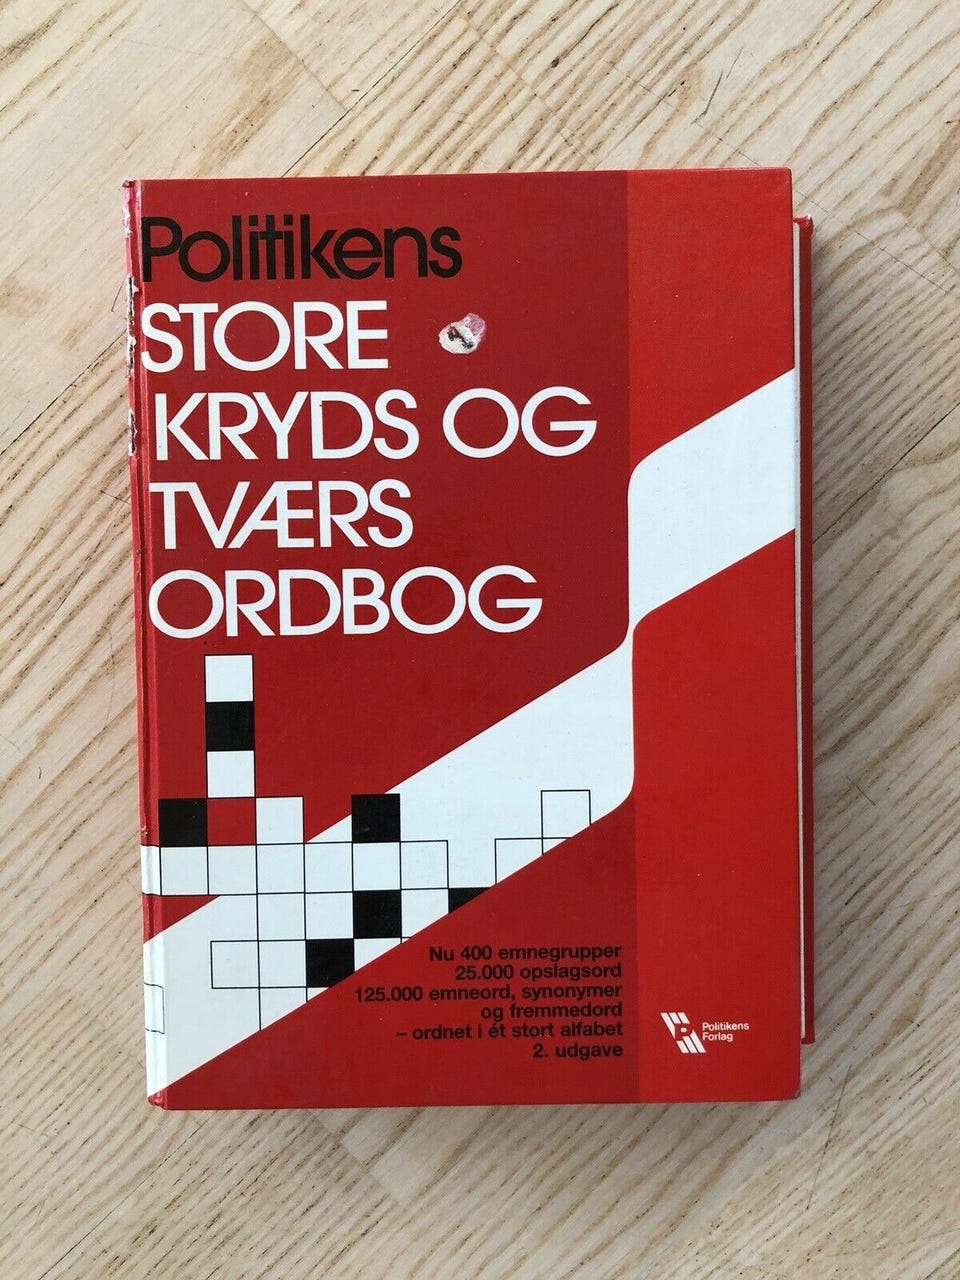 Politikens
STORE
KRYDS OG
TVÆRS
ORDBOG
Nu 400 emnegrupper
25.000 opslagsord
125.000 emneord, synonymer
og fremmedord
– ordnet i ét stort alfabet
2. udgave
P
Politikens
Forlag